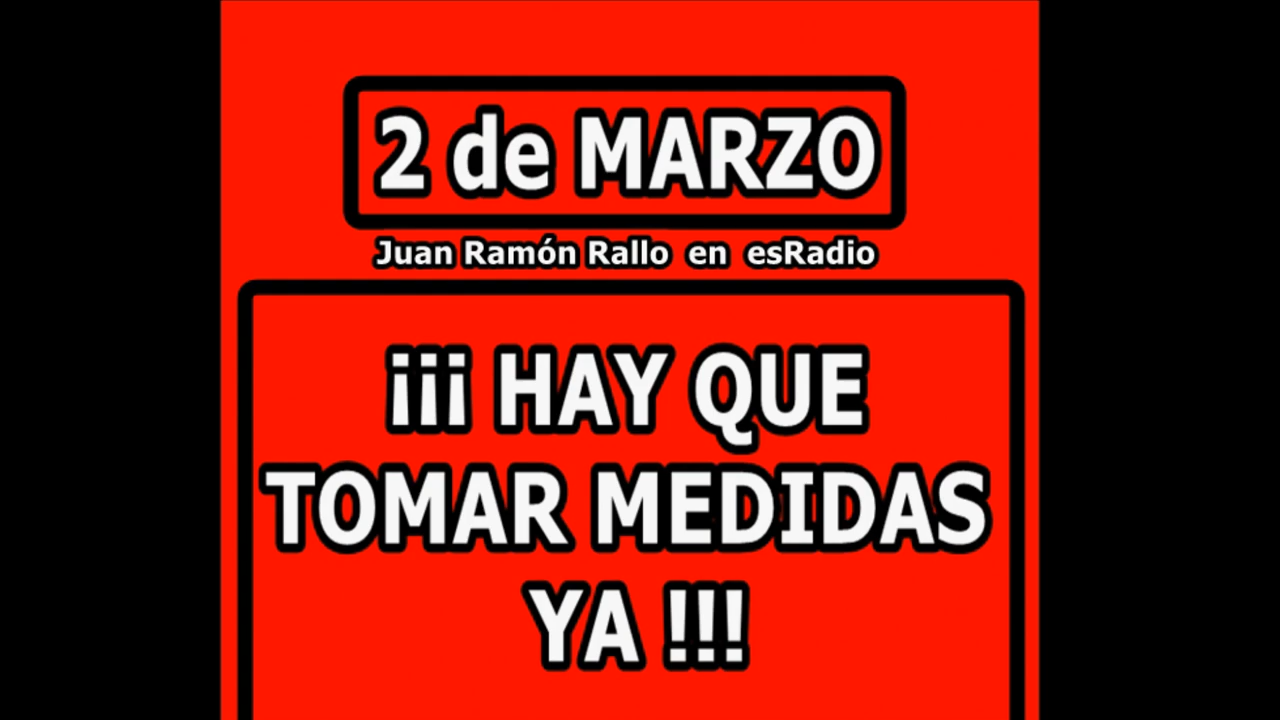 2 de MARZO
Juan Ramón Rallo en esRadio
¡¡¡ HAY QUE
TOMAR MEDIDAS
YA !!!